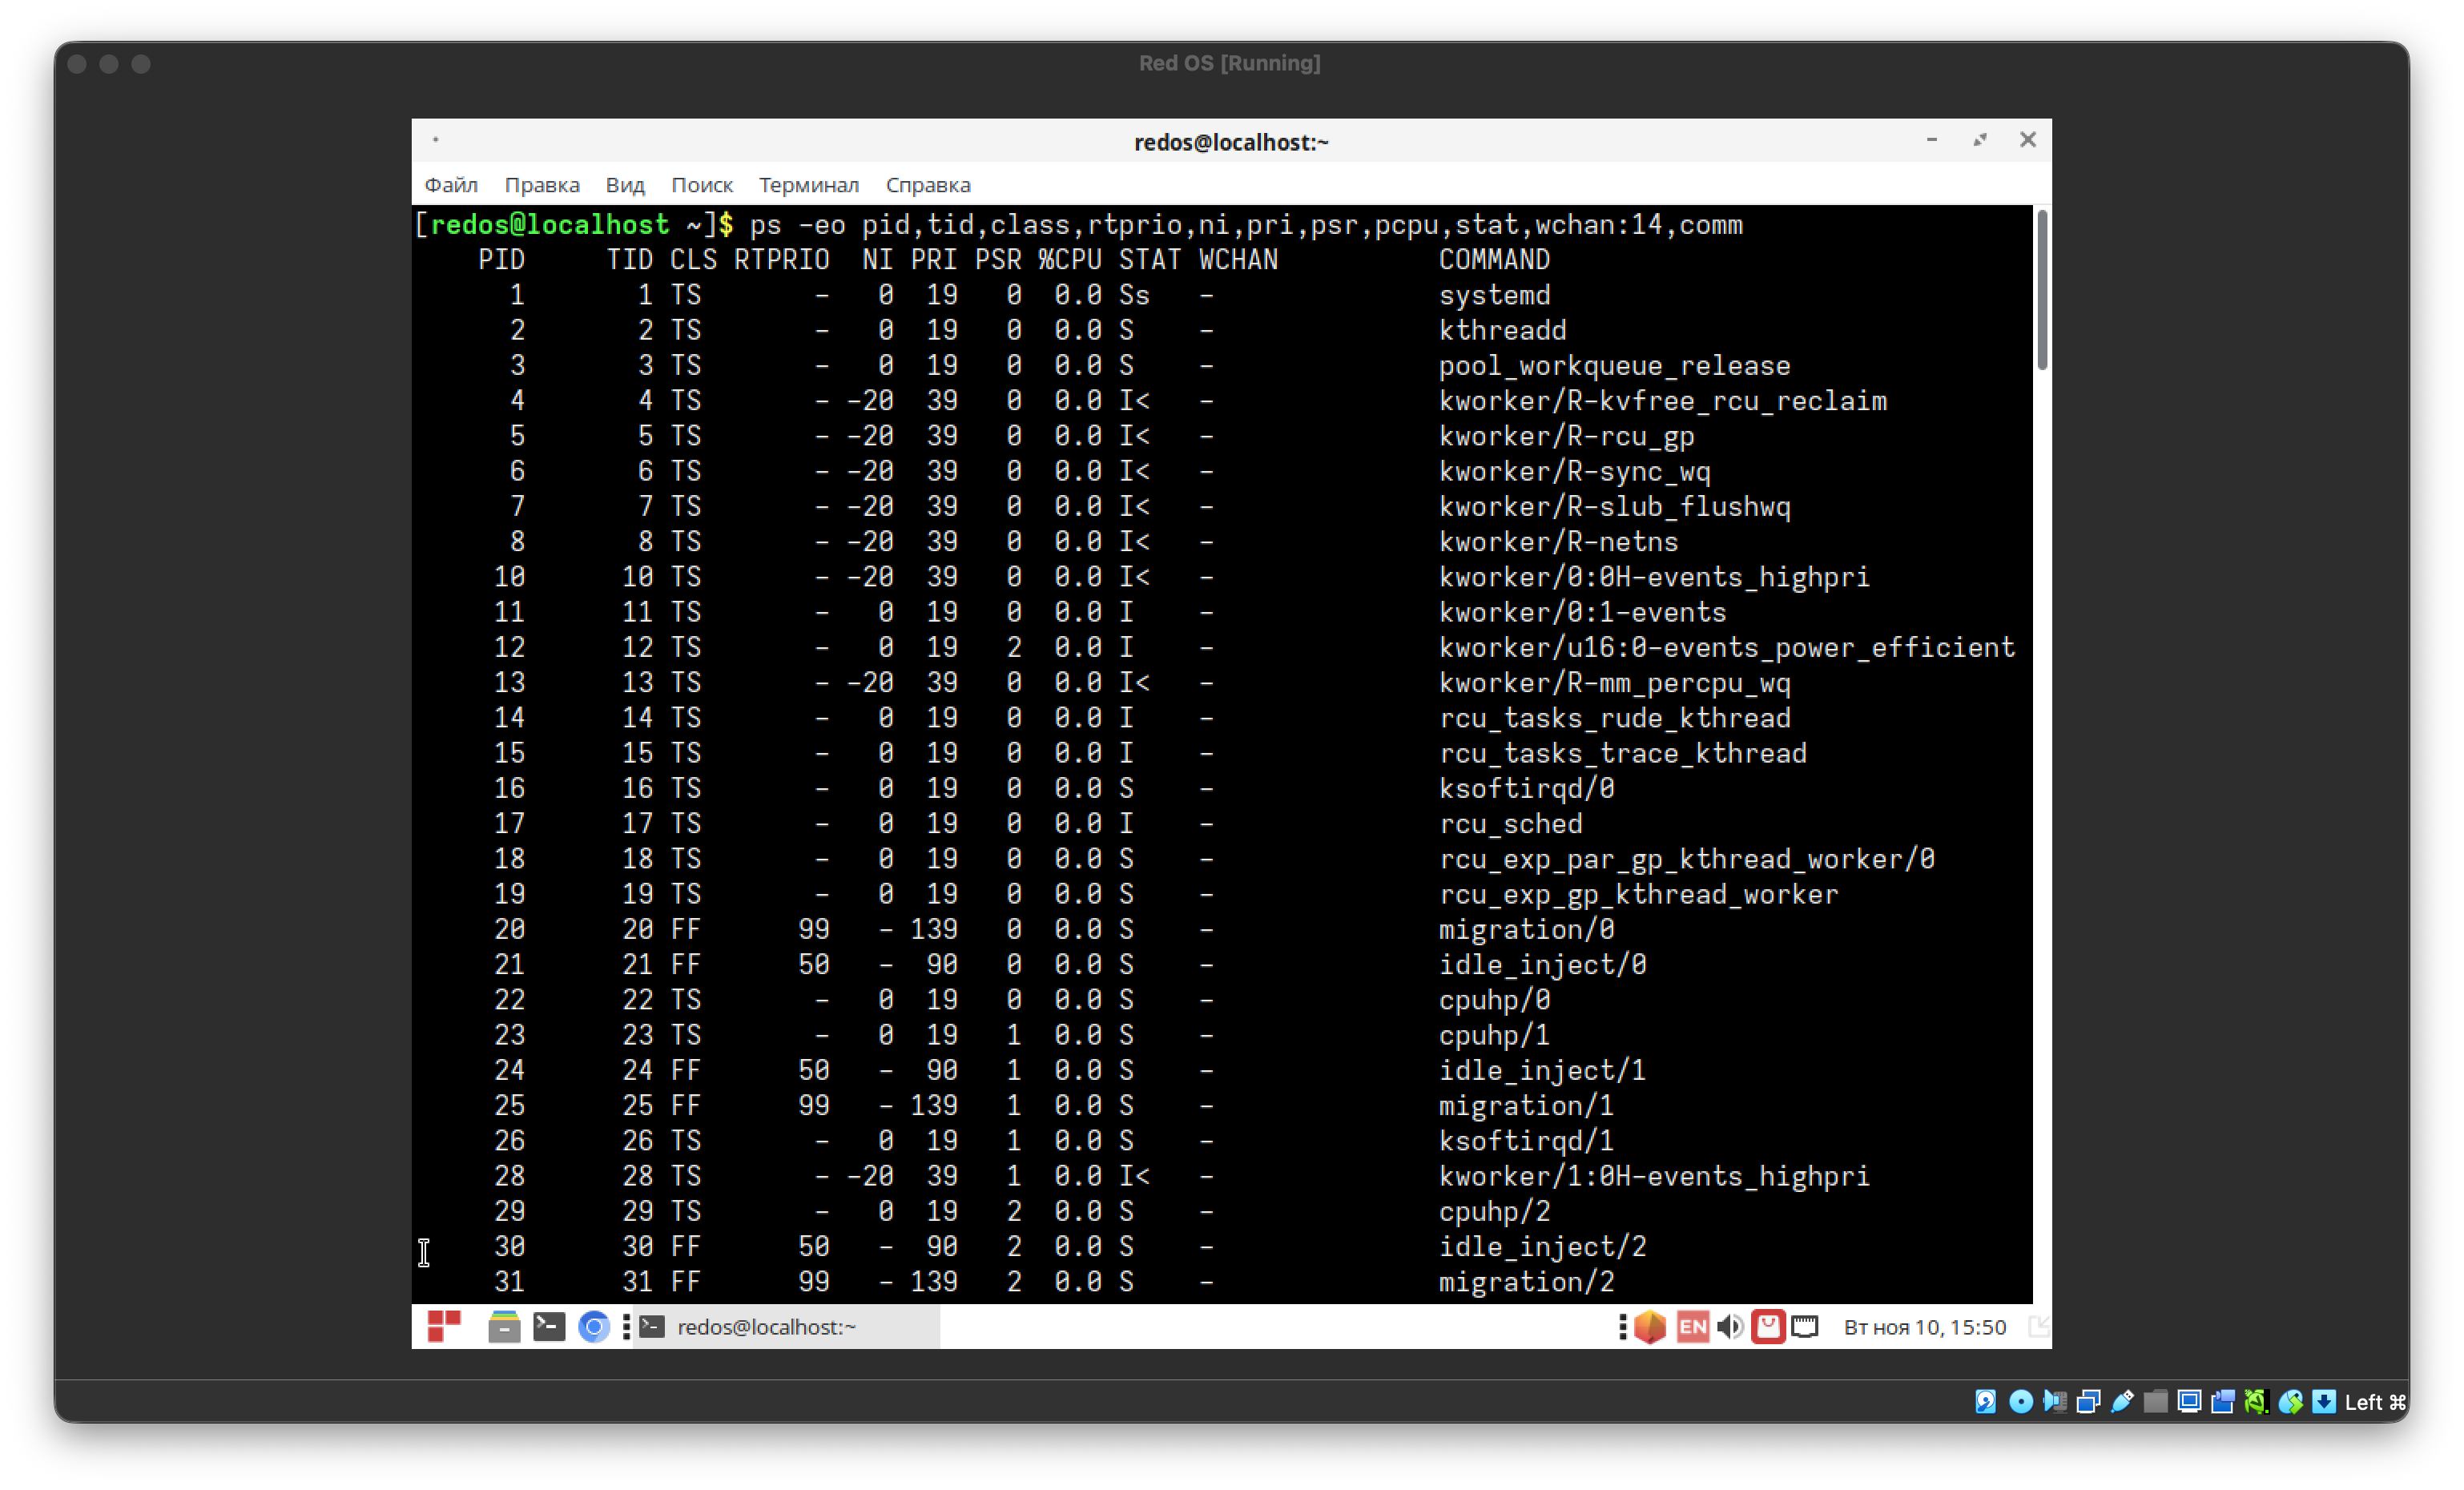 Red OS [Running]
redos@localhost:~
Файл Правка Вид Поиск Терминал Справка
[redos@localhost ~]$ ps -eo pid,tid,class,rtprio,ni,pri,psr,pcpu,stat,wchan:14,comm
PID TID CLS RTPRIO NI PRI PSR %CPU STAT WCHAN COMMAND
1 1 TS - 0 19 0 0.0 Ss - systemd
2 2 TS - 0 19 0 0.0 S - kthreadd
3 3 TS - 0 19 0 0.0 S - pool_workqueue_release
4 4 TS - -20 39 0 0.0 I< - kworker/R-kvfree_rcu_reclaim
5 5 TS - -20 39 0 0.0 I< - kworker/R-rcu_gp
6 6 TS - -20 39 0 0.0 I< - kworker/R-sync_wq
7 7 TS - -20 39 0 0.0 I< - kworker/R-slub_flushwq
8 8 TS - -20 39 0 0.0 I< - kworker/R-netns
10 10 TS - -20 39 0 0.0 I< - kworker/0:0H-events_highpri
11 11 TS - 0 19 0 0.0 I - kworker/0:1-events
12 12 TS - 0 19 2 0.0 I - kworker/u16:0-events_power_efficient
13 13 TS - -20 39 0 0.0 I< - kworker/R-mm_percpu_wq
14 14 TS - 0 19 0 0.0 I - rcu_tasks_rude_kthread
15 15 TS - 0 19 0 0.0 I - rcu_tasks_trace_kthread
16 16 TS - 0 19 0 0.0 S - ksoftirqd/0
17 17 TS - 0 19 0 0.0 I - rcu_sched
18 18 TS - 0 19 0 0.0 S - rcu_exp_par_gp_kthread_worker/0
19 19 TS - 0 19 0 0.0 S - rcu_exp_gp_kthread_worker
20 20 FF 99 - 139 0 0.0 S - migration/0
21 21 FF 50 - 90 0 0.0 S - idle_inject/0
22 22 TS - 0 19 0 0.0 S - cpuhp/0
23 23 TS - 0 19 1 0.0 S - cpuhp/1
24 24 FF 50 - 90 1 0.0 S - idle_inject/1
25 25 FF 99 - 139 1 0.0 S - migration/1
26 26 TS - 0 19 1 0.0 S - ksoftirqd/1
28 28 TS - -20 39 1 0.0 I< - kworker/1:0H-events_highpri
29 29 TS - 0 19 2 0.0 S - cpuhp/2
30 30 FF 50 - 90 2 0.0 S - idle_inject/2
31 31 FF 99 - 139 2 0.0 S - migration/2
redos@localhost:~ EN Вт ноя 10, 15:50
Left ⌘